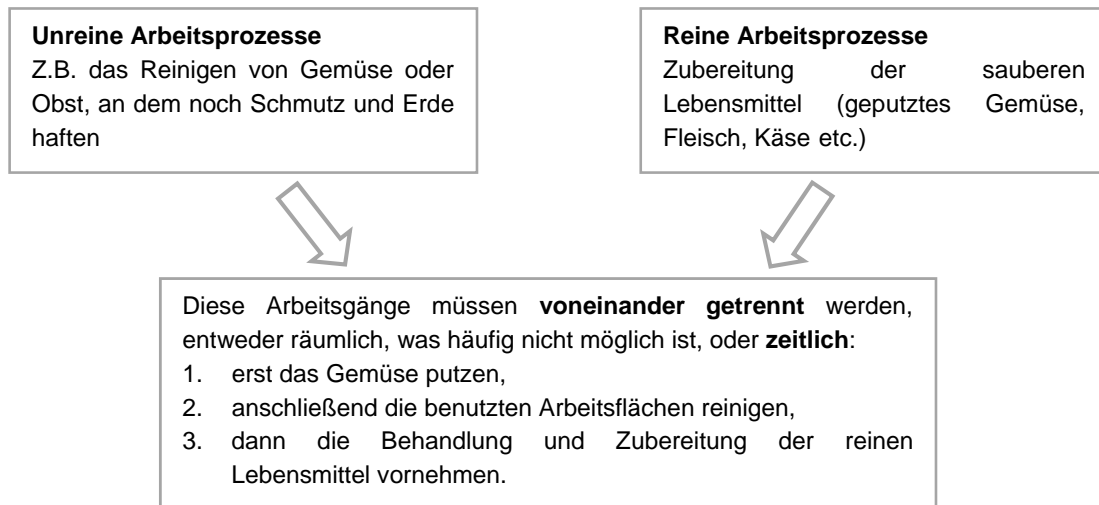 Unreine Arbeitsprozesse
Z.B. das Reinigen von Gemüse oder
Obst, an dem noch Schmutz und Erde
haften
Reine Arbeitsprozesse
Zubereitung der sauberen
Lebensmittel (geputztes Gemüse,
Fleisch, Käse etc.)
Diese Arbeitsgänge müssen voneinander getrennt werden,
entweder räumlich, was häufig nicht möglich ist, oder zeitlich:
1. erst das Gemüse putzen,
2. anschließend die benutzten Arbeitsflächen reinigen,
3. dann die Behandlung und Zubereitung der reinen
Lebensmittel vornehmen.